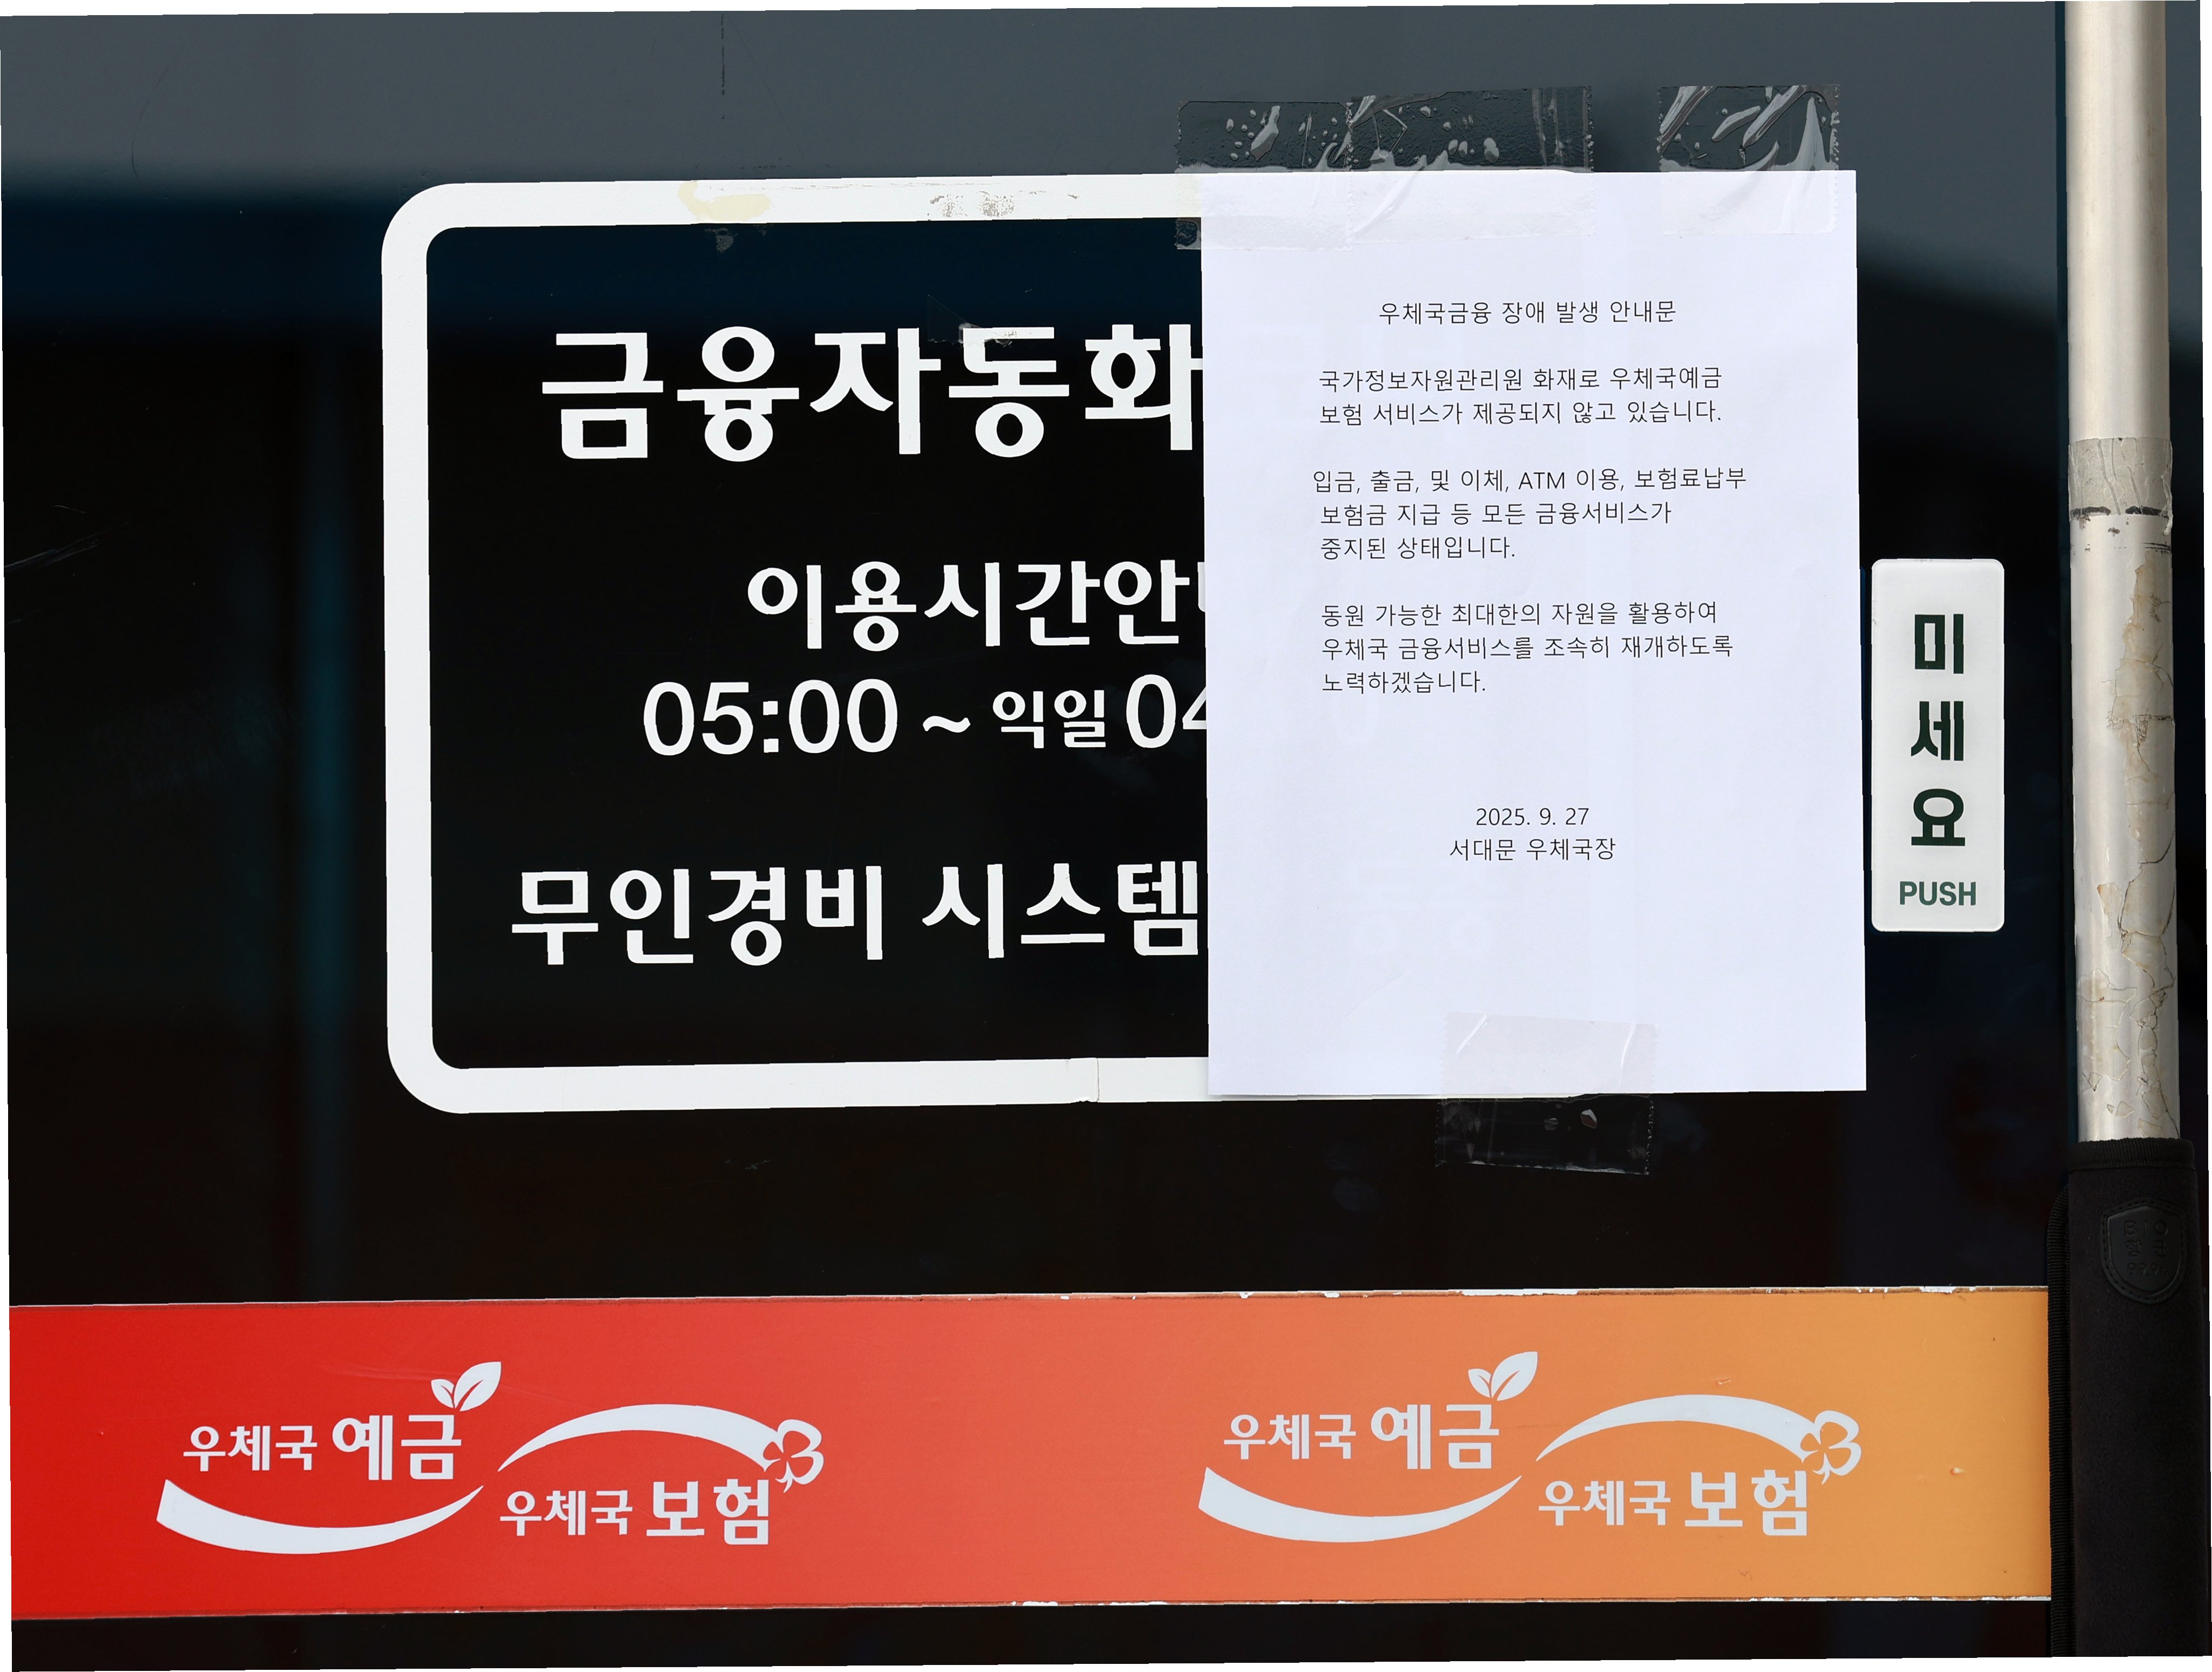 금융자동화
이용시간안
05:00 ~ 익일 04
무인경비 시스템
우체국금융 장애 발생 안내문
국가정보자원관리원 화재로 우체국예금
보험 서비스가 제공되지 않고 있습니다.
입금, 출금, 및 이체, ATM 이용, 보험료납부
보험금 지급 등 모든 금융서비스가
중지된 상태입니다.
동원 가능한 최대한의 자원을 활용하여
우체국 금융서비스를 조속히 재개하도록
노력하겠습니다.
2025. 9. 27
서대문 우체국장
미세요
PUSH
우체국 예금
우체국 보험
우체국 예금
우체국 보험